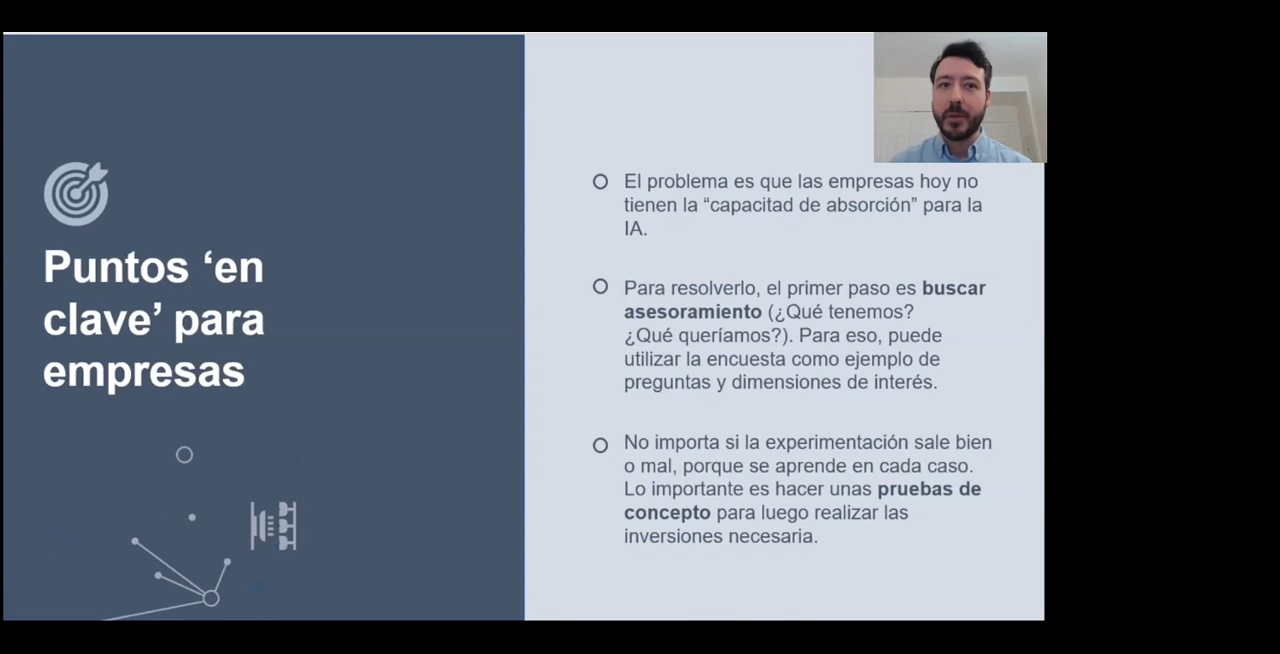 Puntos ‘en
clave’ para
empresas
El problema es que las empresas hoy no
tienen la “capacitad de absorción” para la
IA.
Para resolverlo, el primer paso es buscar
asesoramiento (¿Qué tenemos?
¿Qué queríamos?). Para eso, puede
utilizar la encuesta como ejemplo de
preguntas y dimensiones de interés.
No importa si la experimentación sale bien
o mal, porque se aprende en cada caso.
Lo importante es hacer unas pruebas de
concepto para luego realizar las
inversiones necesaria.